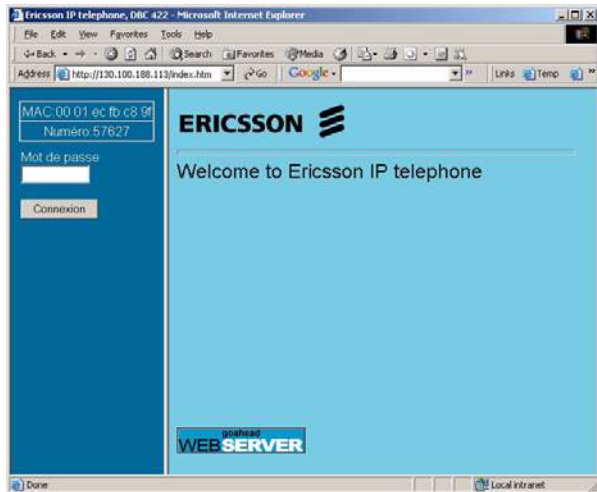 Ericsson IP telephone, DBC 422 - Microsoft Internet Explorer
File Edit View Favorites Tools Help
Back Search Favorites Media
Address http://130.100.188.113/index.htm Go Google Links Temp
MAC:00 01 ec fb c8 9f
Numéro:57627
Mot de passe
Connexion
ERICSSON
Welcome to Ericsson IP telephone
goahead
WEBSERVER
Done Local intranet